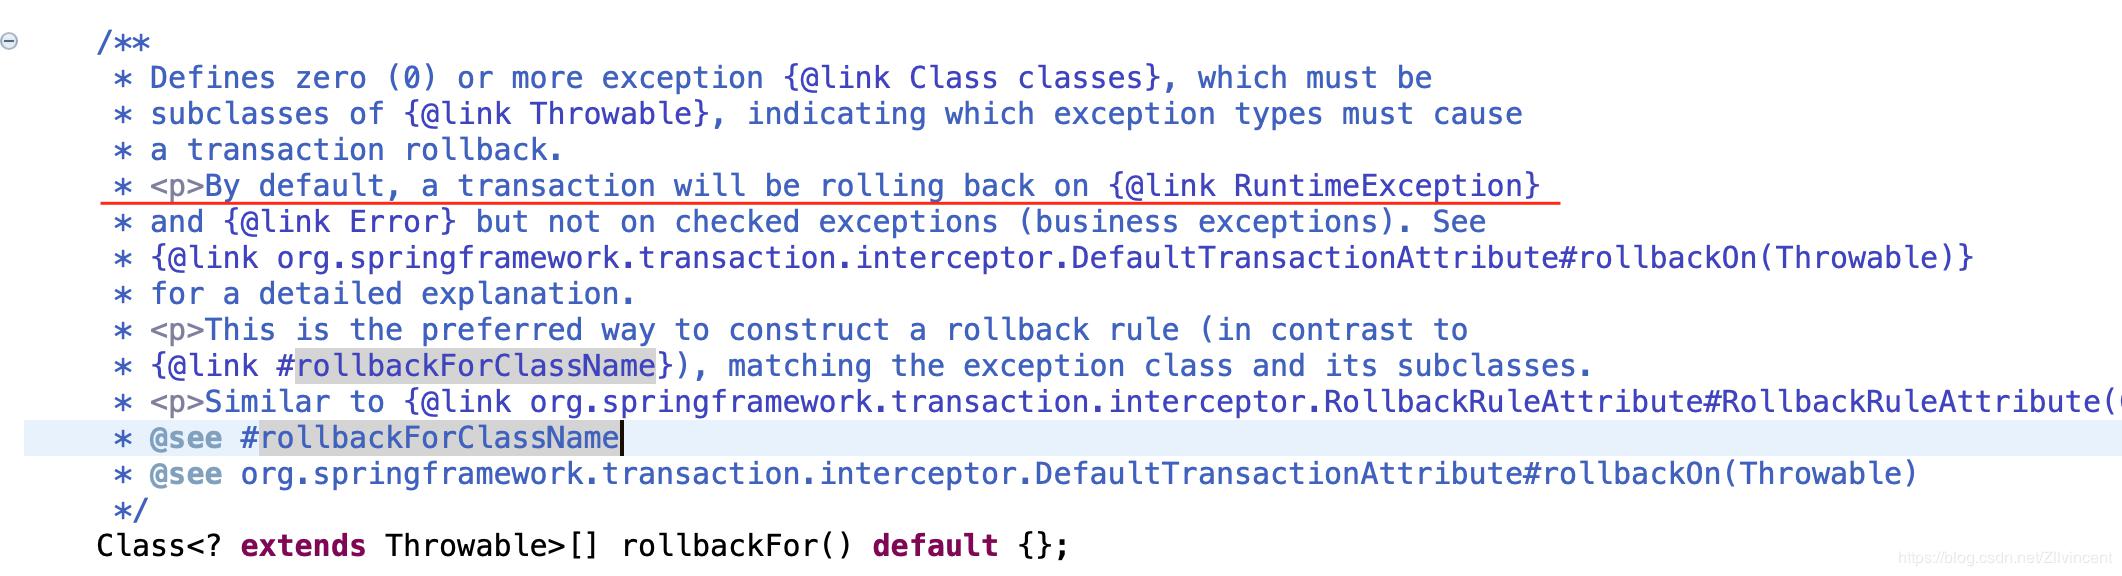 /**
* Defines zero (0) or more exception {@link Class classes}, which must be
* subclasses of {@link Throwable}, indicating which exception types must cause
* a transaction rollback.
* <p>By default, a transaction will be rolling back on {@link RuntimeException}
* and {@link Error} but not on checked exceptions (business exceptions). See
* {@link org.springframework.transaction.interceptor.DefaultTransactionAttribute#rollbackOn(Throwable)}
* for a detailed explanation.
* <p>This is the preferred way to construct a rollback rule (in contrast to
* {@link #rollbackForClassName}), matching the exception class and its subclasses.
* <p>Similar to {@link org.springframework.transaction.interceptor.RollbackRuleAttribute#RollbackRuleAttribute(
* @see #rollbackForClassName
* @see org.springframework.transaction.interceptor.DefaultTransactionAttribute#rollbackOn(Throwable)
*/
Class<? extends Throwable>[] rollbackFor() default {};
https://blog.csdn.net/Zllvincent